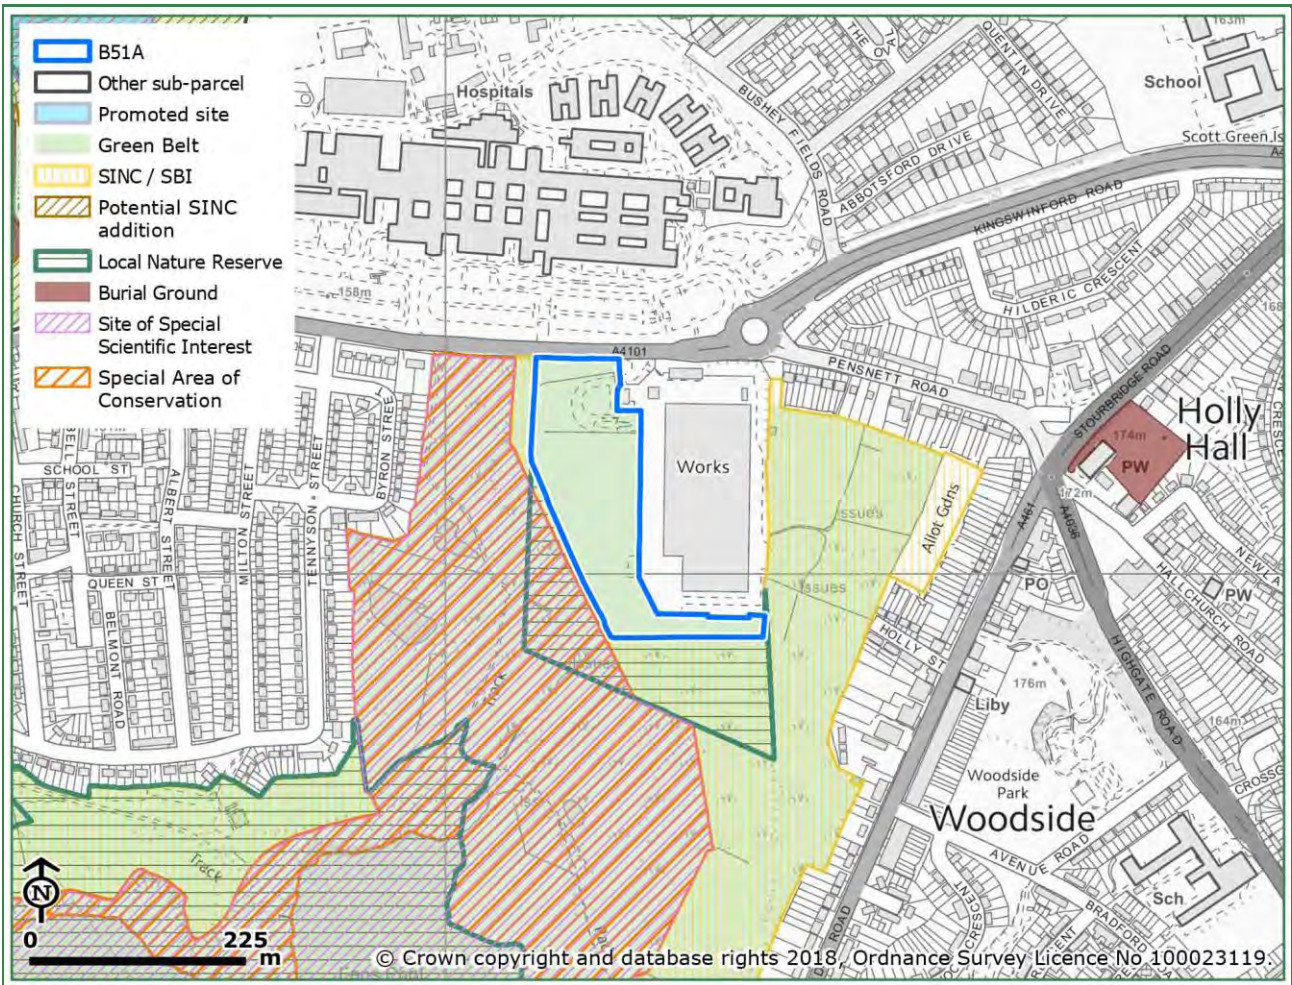 B51A
Other sub-parcel
Promoted site
Green Belt
SINC / SBI
Potential SINC
addition
Local Nature Reserve
Burial Ground
Site of Special
Scientific Interest
Special Area of
Conservation
Hospitals
THE
BUSHEY FIELDS ROAD
QUENTIN DRIVE
163m
School
Scott Green Is
ABBOTSFORD DRIVE
KINGSWINFORD ROAD
HILDERIC CRESCENT
158m
168
A4101
PENSNETT ROAD
STOURBRIDGE ROAD
Holly
Hall
174m
PW
172m
Works
Issues
Allot Gdns
A461
A4036
SCHOOL ST
CHURCH STREET
ALBERT STREET
MILTON STREET
TENNYSON STREET
BYRON STREET
QUEEN ST
BELMONT ROAD
Issues
PO
PW
HALLCHURCH ROAD
HOLLY ST
HIGHGATE ROAD
176m
164m
Liby
Issues
Track
Woodside
Park
Woodside
AVENUE ROAD
Track
BRADFORD
Sch
ROAD
N
0
225
m
© Crown copyright and database rights 2018, Ordnance Survey Licence No 100023119.